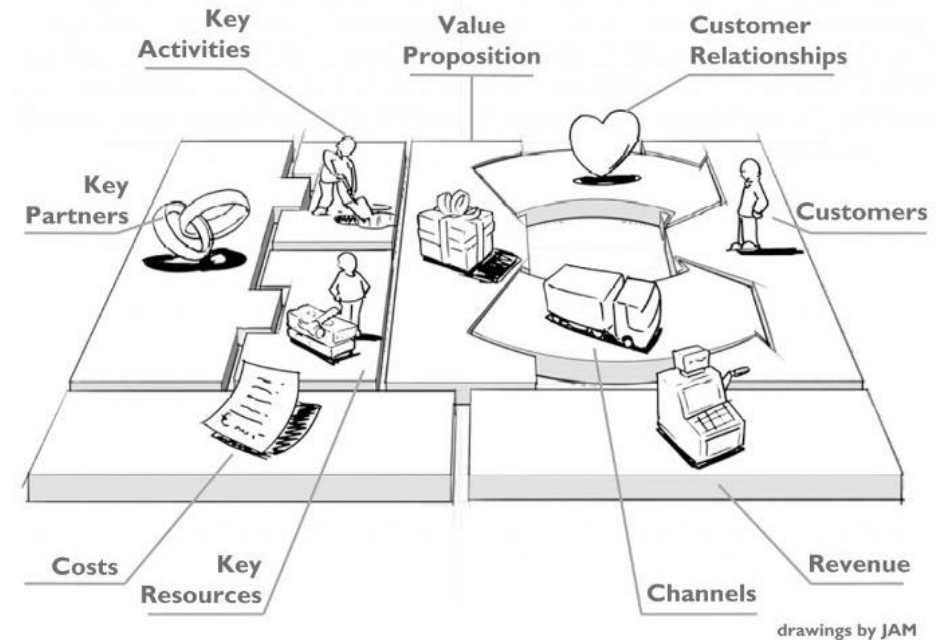 Key
Activities
Value
Proposition
Customer
Relationships
Key
Partners
Customers
Costs
Key
Resources
Channels
Revenue
drawings by JAM